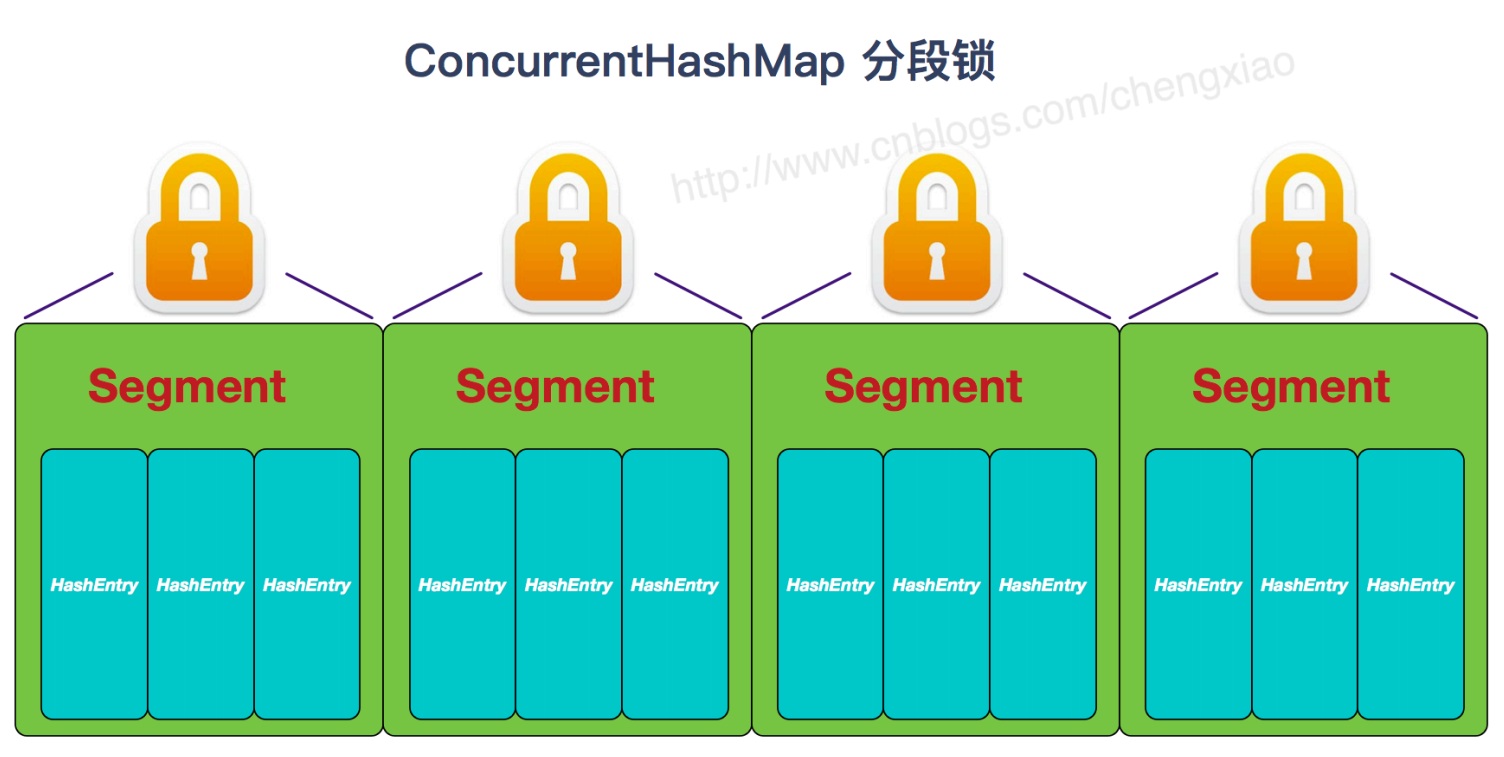 ConcurrentHashMap 分段锁
http://www.cnblogs.com/chengxiao
Segment Segment Segment Segment
HashEntry HashEntry HashEntry HashEntry HashEntry HashEntry HashEntry HashEntry HashEntry HashEntry HashEntry HashEntry